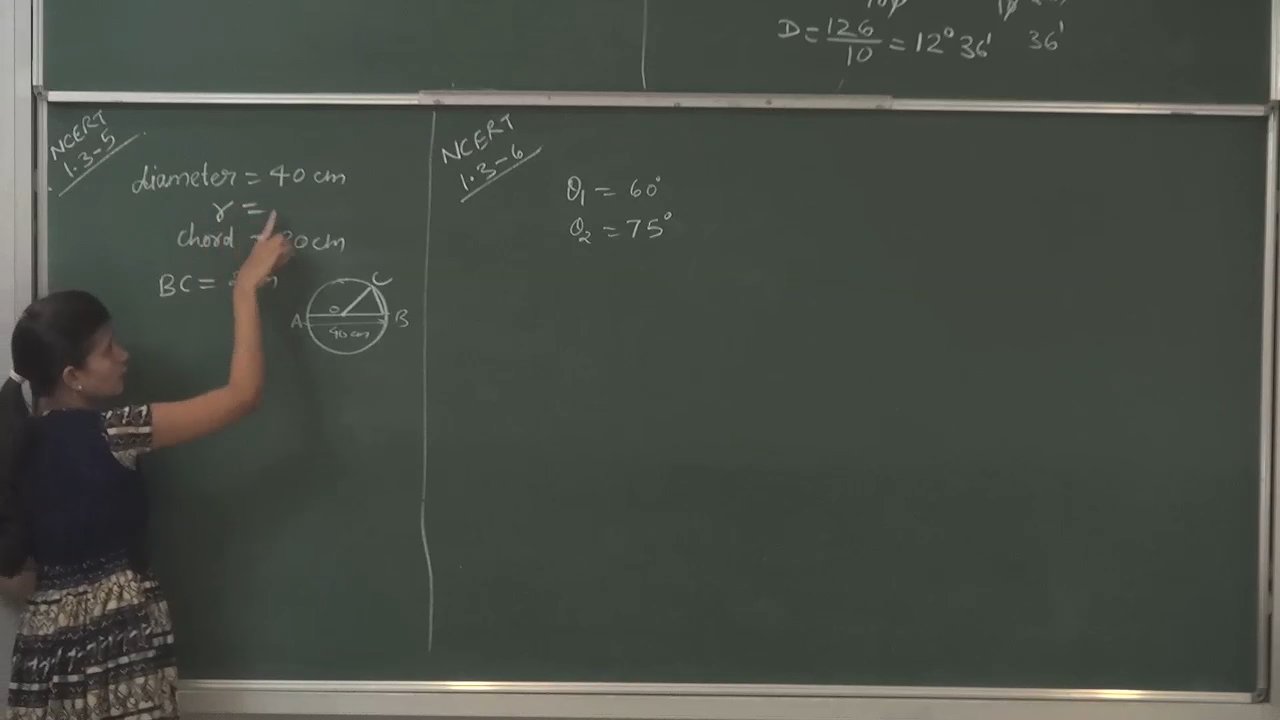 D = 126/10 = 12° 36' 36'
NCERT
1.3-5
diameter = 40 cm
r =
chord = 20 cm
BC =
C
O
A B
40 cm
NCERT
1.3-6
θ1 = 60°
θ2 = 75°